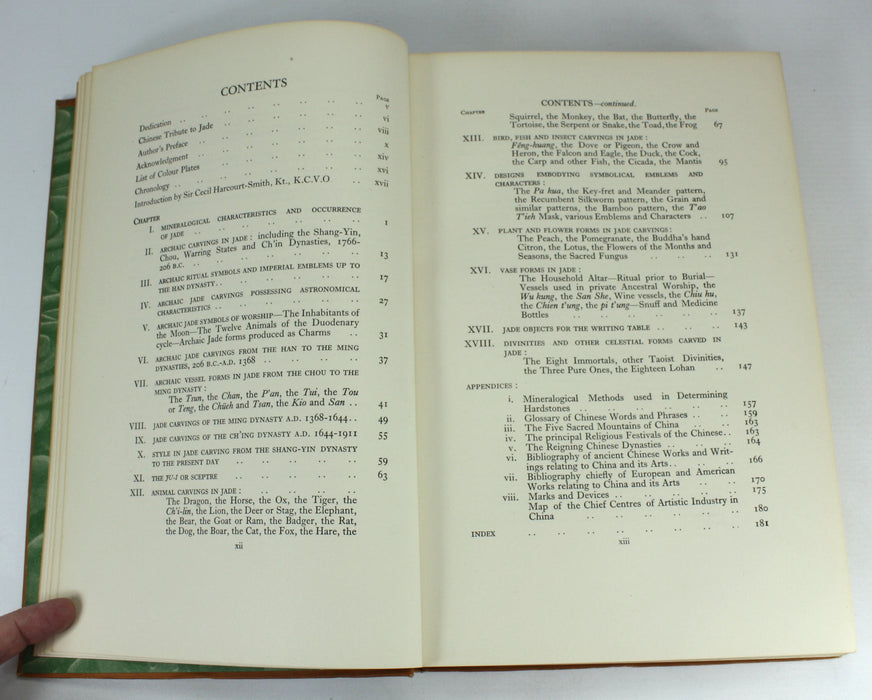 CONTENTS
PAGE
Dedication .. .. .. .. .. .. .. v
Chinese Tribute to Jade .. .. .. .. .. vi
Author's Preface .. .. .. .. .. .. viii
Acknowledgment .. .. .. .. .. .. x
List of Colour Plates .. .. .. .. .. xiv
Chronology .. .. .. .. .. .. xvi
Introduction by Sir Cecil Harcourt-Smith, Kt., K.C.V.O .. xvii
CHAPTER
I. MINERALOGICAL CHARACTERISTICS AND OCCURRENCE
OF JADE .. .. .. .. .. .. 1
II. ARCHAIC CARVINGS IN JADE : including the Shang-Yin,
Chou, Warring States and Ch'in Dynasties, 1766-
206 B.C. .. .. .. .. .. .. 13
III. ARCHAIC RITUAL SYMBOLS AND IMPERIAL EMBLEMS UP TO
THE HAN DYNASTY .. .. .. .. .. 17
IV. ARCHAIC JADE CARVINGS POSSESSING ASTRONOMICAL
CHARACTERISTICS .. .. .. .. .. 27
V. ARCHAIC JADE SYMBOLS OF WORSHIP—The Inhabitants of
the Moon—The Twelve Animals of the Duodenary
cycle—Archaic Jade forms produced as Charms .. 31
VI. ARCHAIC JADE CARVINGS FROM THE HAN TO THE MING
DYNASTIES, 206 B.C.-A.D. 1368 .. .. .. 37
VII. ARCHAIC VESSEL FORMS IN JADE FROM THE CHOU TO THE
MING DYNASTY :
The Tsun, the Chan, the P'an, the Tui, the Tou
or Teng, the Chüeh and Tsan, the Kio and San .. 41
VIII. JADE CARVINGS OF THE MING DYNASTY A.D. 1368-1644 .. 49
IX. JADE CARVINGS OF THE CH'ING DYNASTY A.D. 1644-1911 55
X. STYLE IN JADE CARVING FROM THE SHANG-YIN DYNASTY
TO THE PRESENT DAY .. .. .. .. 59
XI. THE JU-I OR SCEPTRE .. .. .. .. 63
XII. ANIMAL CARVINGS IN JADE : .. .. .. ..
The Dragon, the Horse, the Ox, the Tiger, the
Ch'i-lin, the Lion, the Deer or Stag, the Elephant,
the Bear, the Goat or Ram, the Badger, the Rat,
the Dog, the Boar, the Cat, the Fox, the Hare, the
xii
CONTENTS—continued.
CHAPTER PAGE
Squirrel, the Monkey, the Bat, the Butterfly, the
Tortoise, the Serpent or Snake, the Toad, the Frog 67
XIII. BIRD, FISH AND INSECT CARVINGS IN JADE :
Fêng-huang, the Dove or Pigeon, the Crow and
Heron, the Falcon and Eagle, the Duck, the Cock,
the Carp and other Fish, the Cicada, the Mantis 95
XIV. DESIGNS EMBODYING SYMBOLICAL EMBLEMS AND
CHARACTERS :
The Pa kua, the Key-fret and Meander pattern,
the Recumbent Silkworm pattern, the Grain and
similar patterns, the Bamboo pattern, the T'ao
T'ieh Mask, various Emblems and Characters .. 107
XV. PLANT AND FLOWER FORMS IN JADE CARVINGS :
The Peach, the Pomegranate, the Buddha's hand
Citron, the Lotus, the Flowers of the Months and
Seasons, the Sacred Fungus .. .. .. 131
XVI. VASE FORMS IN JADE :
The Household Altar—Ritual prior to Burial—
Vessels used in private Ancestral Worship, the
Wu kung, the San She, Wine vessels, the Chiu hu,
the Chien t'ung, the pi t'ung—Snuff and Medicine
Bottles .. .. .. .. .. .. 137
XVII. JADE OBJECTS FOR THE WRITING TABLE .. .. 143
XVIII. DIVINITIES AND OTHER CELESTIAL FORMS CARVED IN
JADE :
The Eight Immortals, other Taoist Divinities,
the Three Pure Ones, the Eighteen Lohan .. 147
APPENDICES :
i. Mineralogical Methods used in Determining
Hardstones .. .. .. .. .. 157
ii. Glossary of Chinese Words and Phrases .. 159
iii. The Five Sacred Mountains of China .. 163
iv. The principal Religious Festivals of the Chinese .. 163
v. The Reigning Chinese Dynasties .. .. 164
vi. Bibliography of ancient Chinese Works and Writ-
ings relating to China and its Arts .. .. 166
vii. Bibliography chiefly of European and American
Works relating to China and its Arts .. 170
viii. Marks and Devices .. .. .. .. 175
Map of the Chief Centres of Artistic Industry in
China .. .. .. .. .. .. 180
INDEX .. .. .. .. .. .. 181
xiii